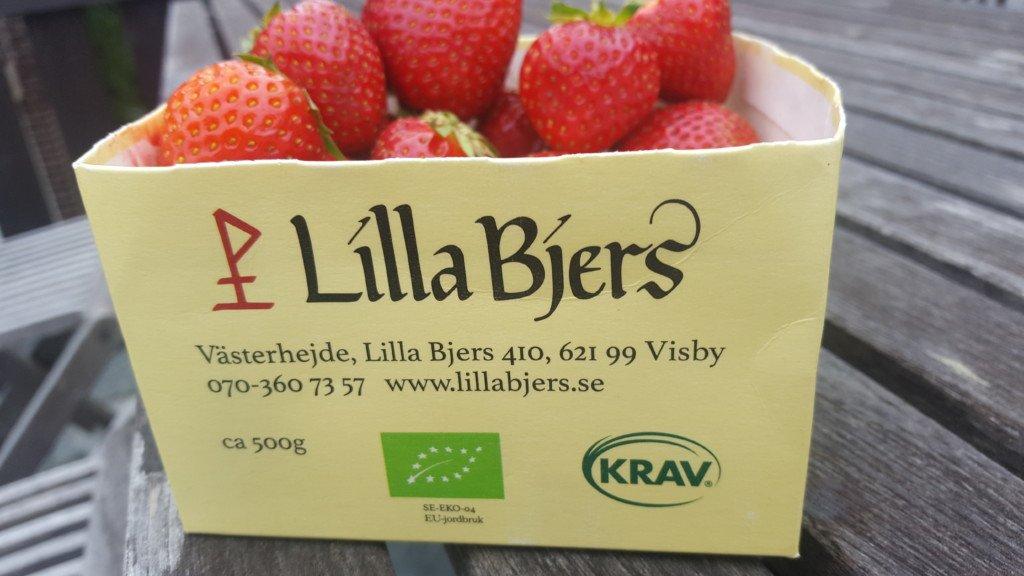 Lilla Bjers
Västerhejde, Lilla Bjers 410, 621 99 Visby
070-360 73 57 www.lillabjers.se
ca 500g
KRAV®
SE-EKO-04
EU-jordbruk